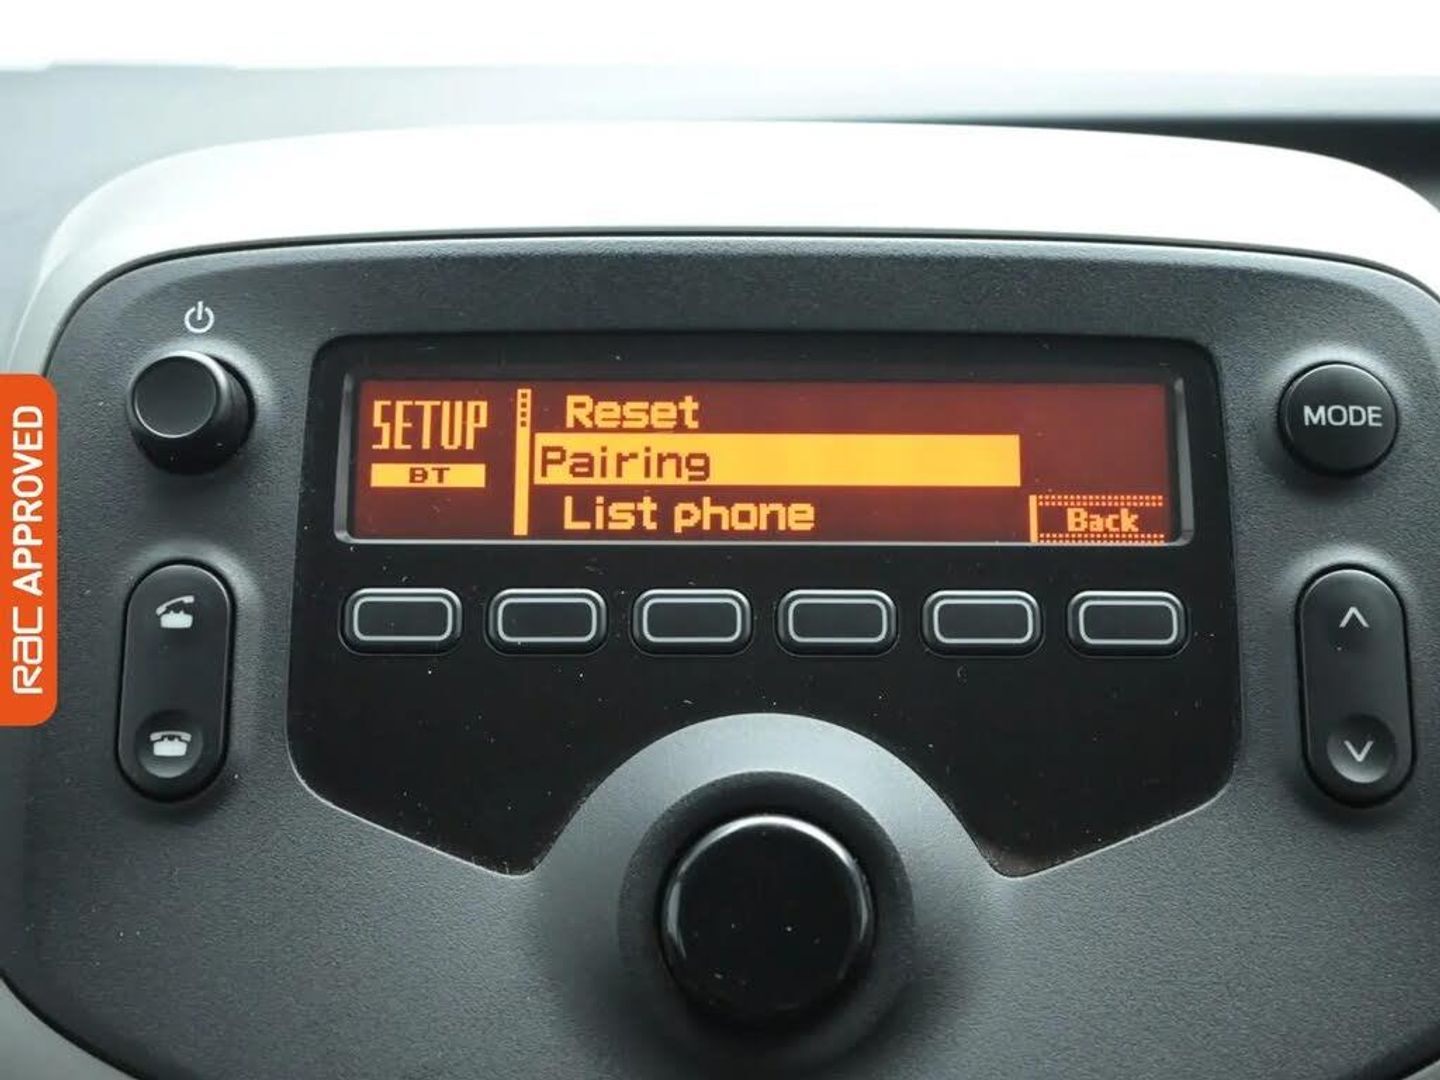 SETUP
BT
Reset
Pairing
List phone
Back
MODE
RAC APPROVED